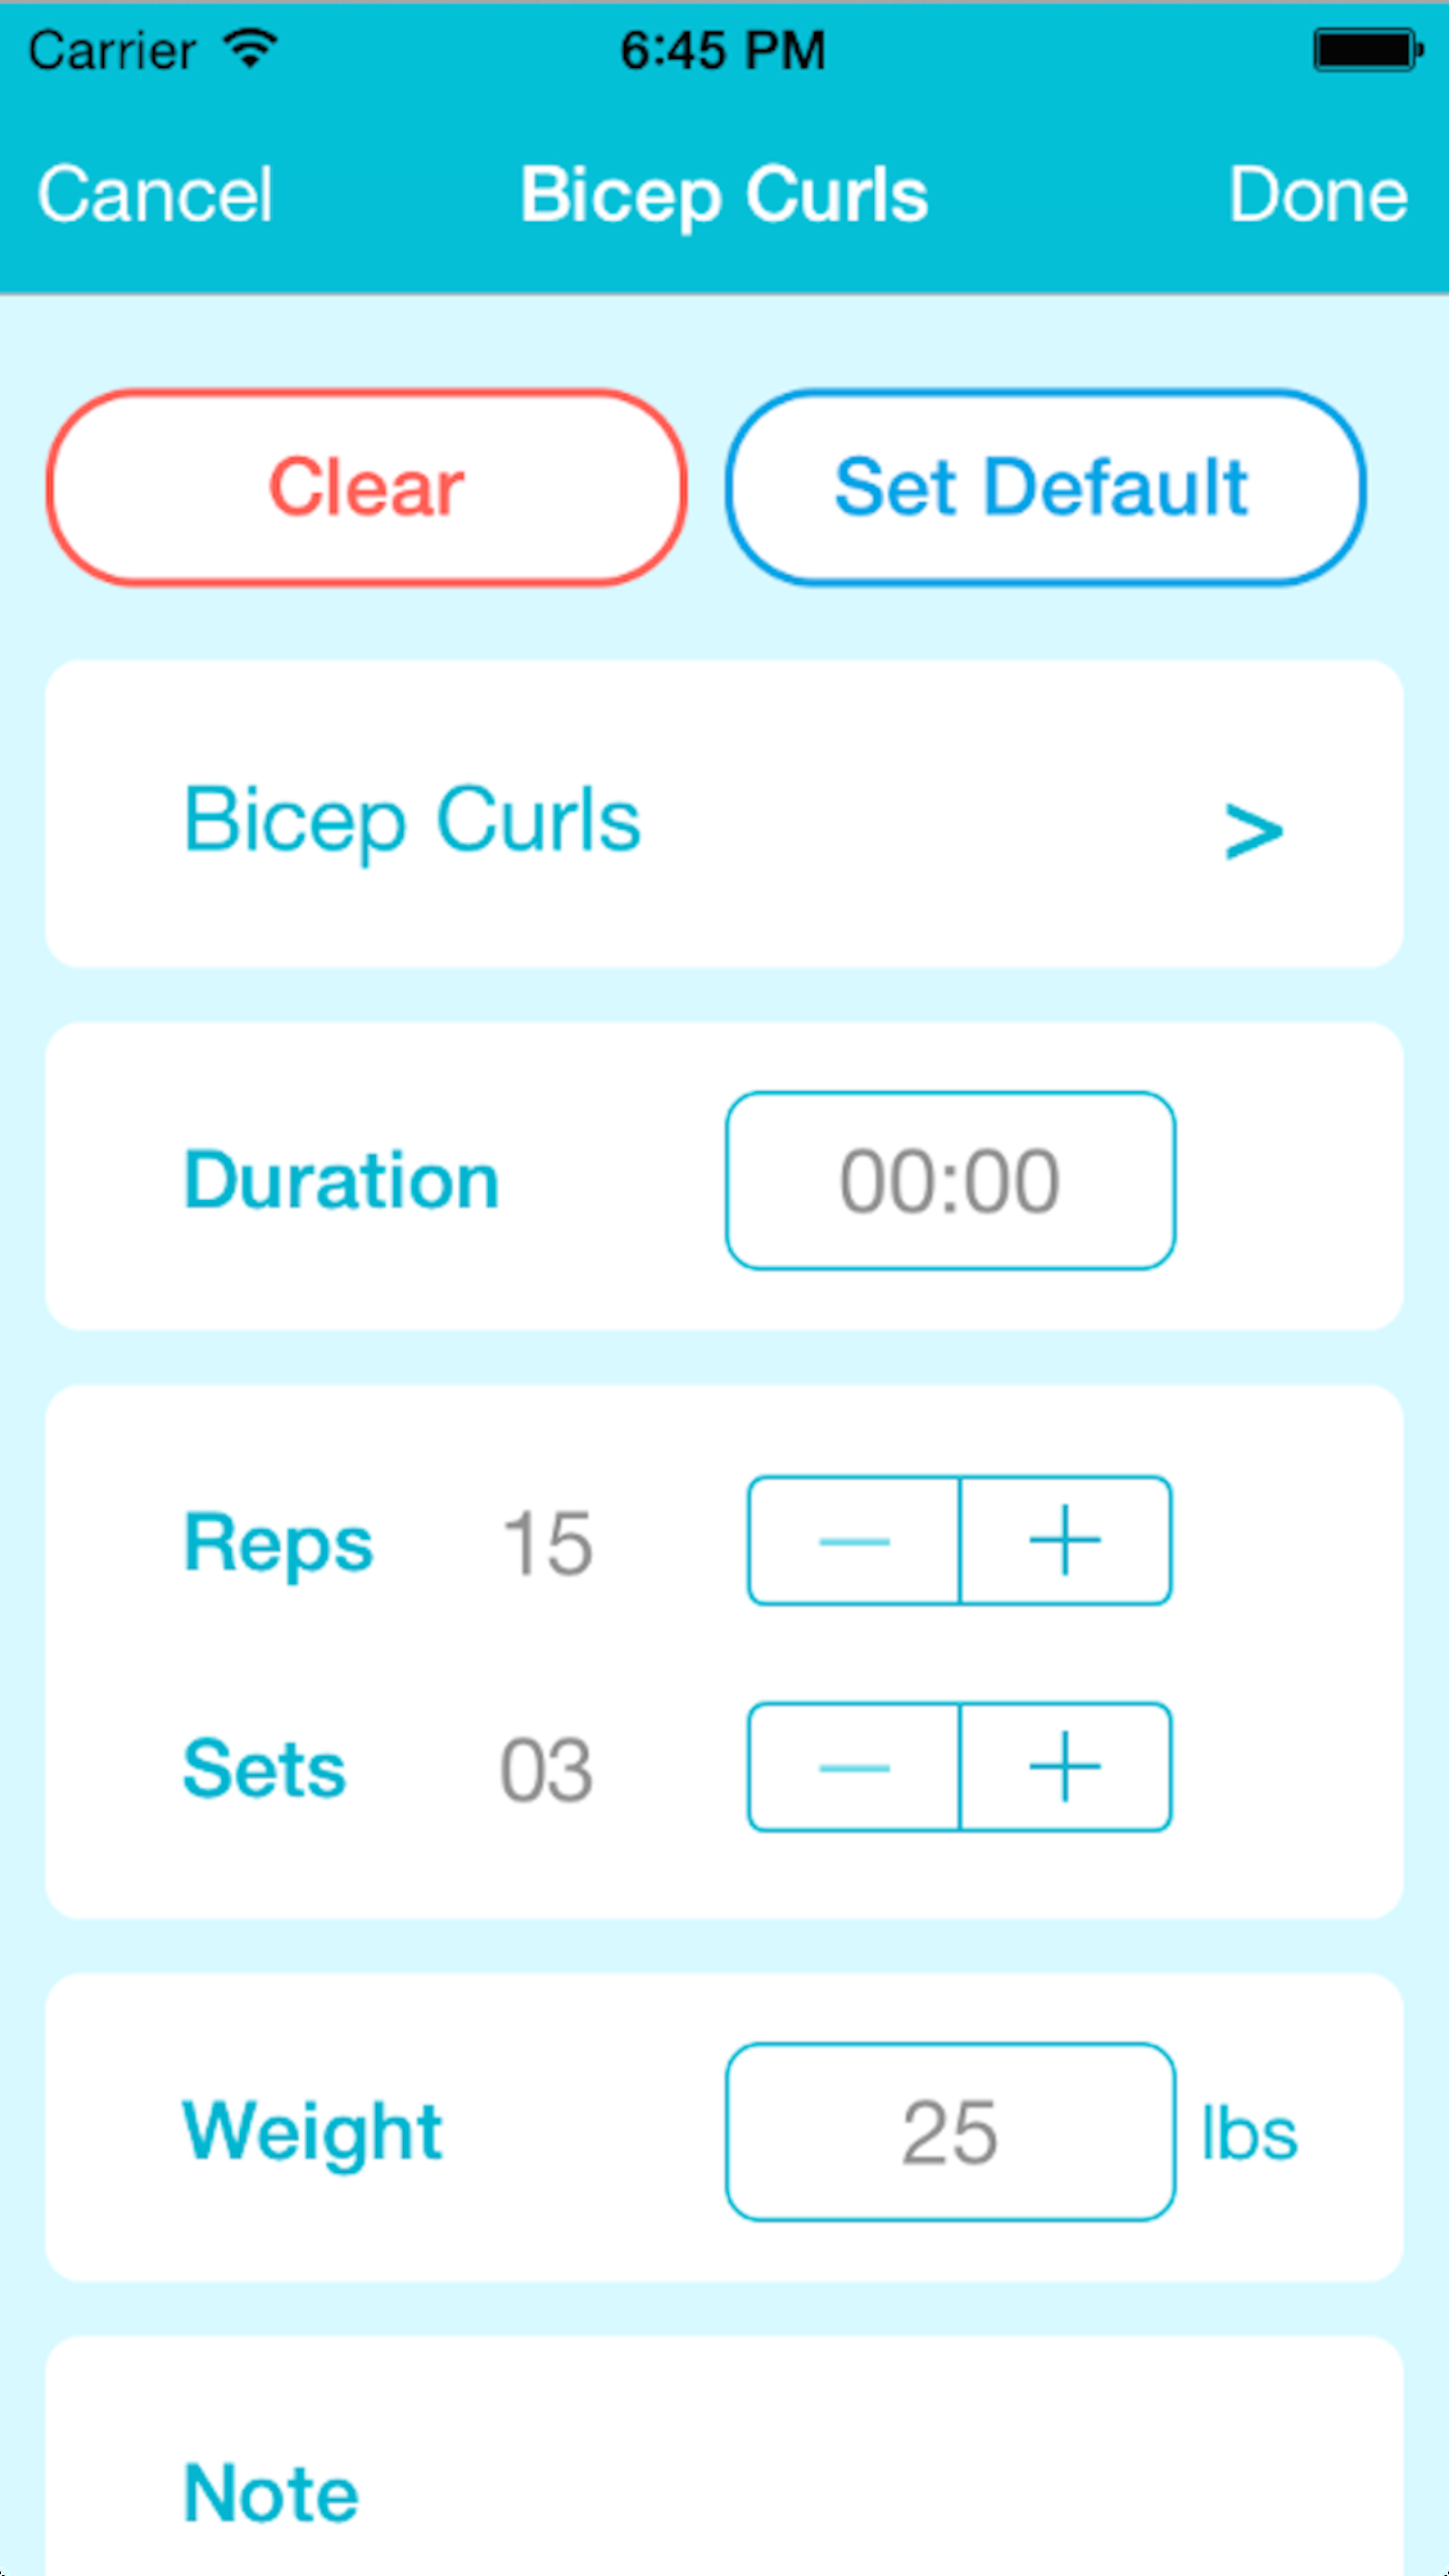 Carrier 6:45 PM
Cancel Bicep Curls Done
Clear Set Default
Bicep Curls >
Duration 00:00
Reps 15 — +
Sets 03 — +
Weight 25 lbs
Note